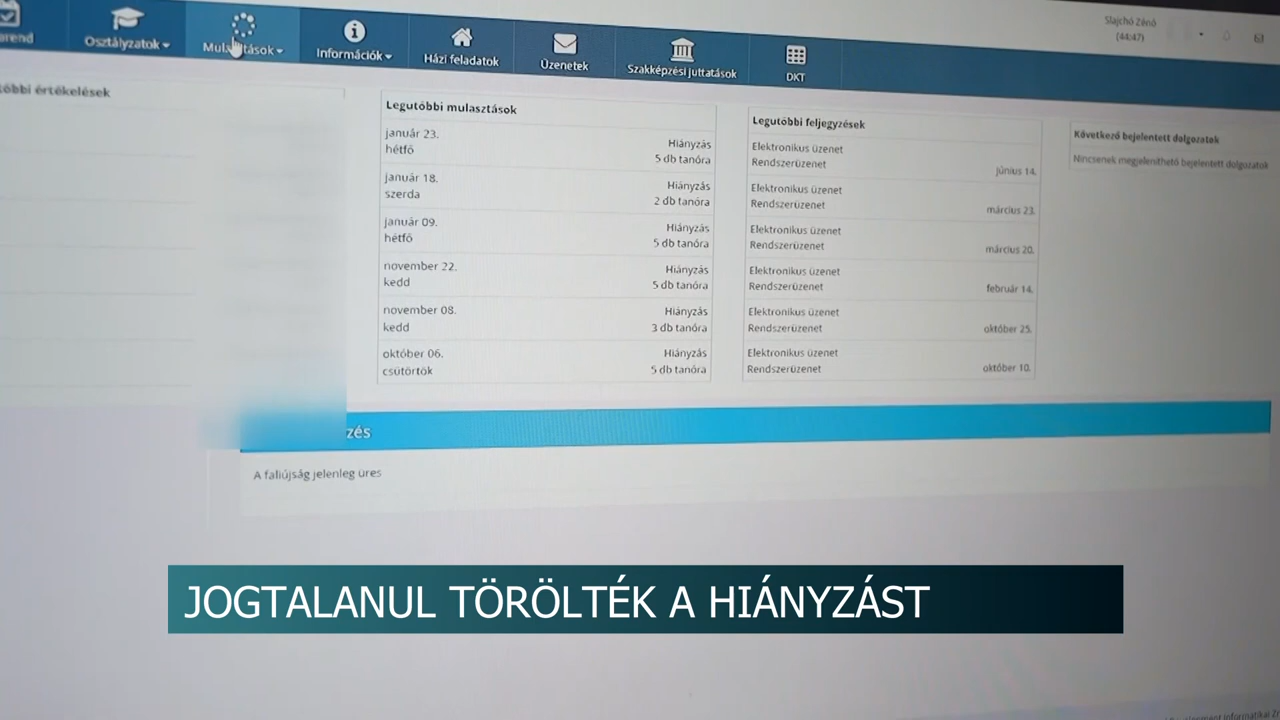 Osztályzatok
Mulasztások
Információk
Házi feladatok
Üzenetek
Szakképzési juttatások
DKT
Slajchó Zénó
(44:47)
értékelések
Legutóbbi mulasztások
január 23.
hétfő
Hiányzás
5 db tanóra
január 18.
szerda
Hiányzás
2 db tanóra
január 09.
hétfő
Hiányzás
5 db tanóra
november 22.
kedd
Hiányzás
5 db tanóra
november 08.
kedd
Hiányzás
3 db tanóra
október 06.
csütörtök
Hiányzás
5 db tanóra
Legutóbbi feljegyzések
Elektronikus üzenet
Rendszerüzenet
június 14.
Elektronikus üzenet
Rendszerüzenet
március 23.
Elektronikus üzenet
Rendszerüzenet
március 20.
Elektronikus üzenet
Rendszerüzenet
február 14.
Elektronikus üzenet
Rendszerüzenet
október 25.
Elektronikus üzenet
Rendszerüzenet
október 10.
Következő bejelentett dolgozatok
Nincsenek megjeleníthető bejelentett dolgozatok
zés
A faliújság jelenleg üres
JOGTALANUL TÖRÖLTÉK A HIÁNYZÁST